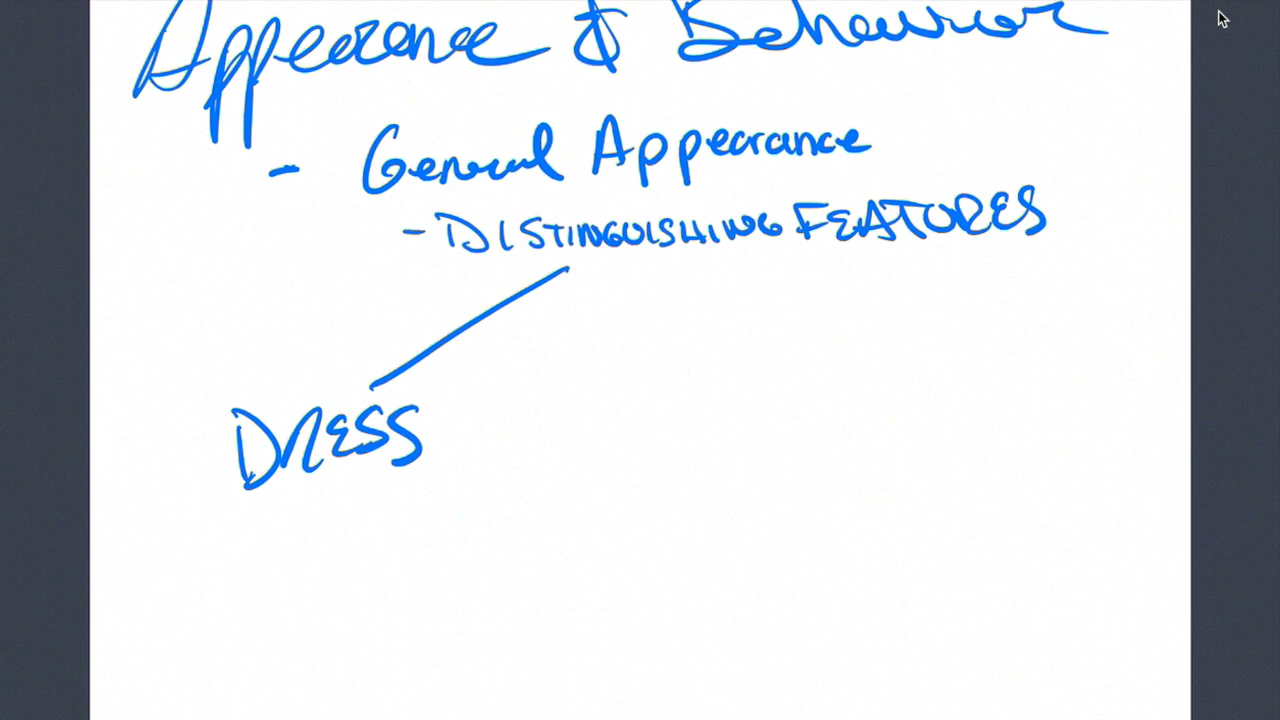 Appearance & Behavior
- General Appearance
- DISTINGUISHING FEATURES
DRESS